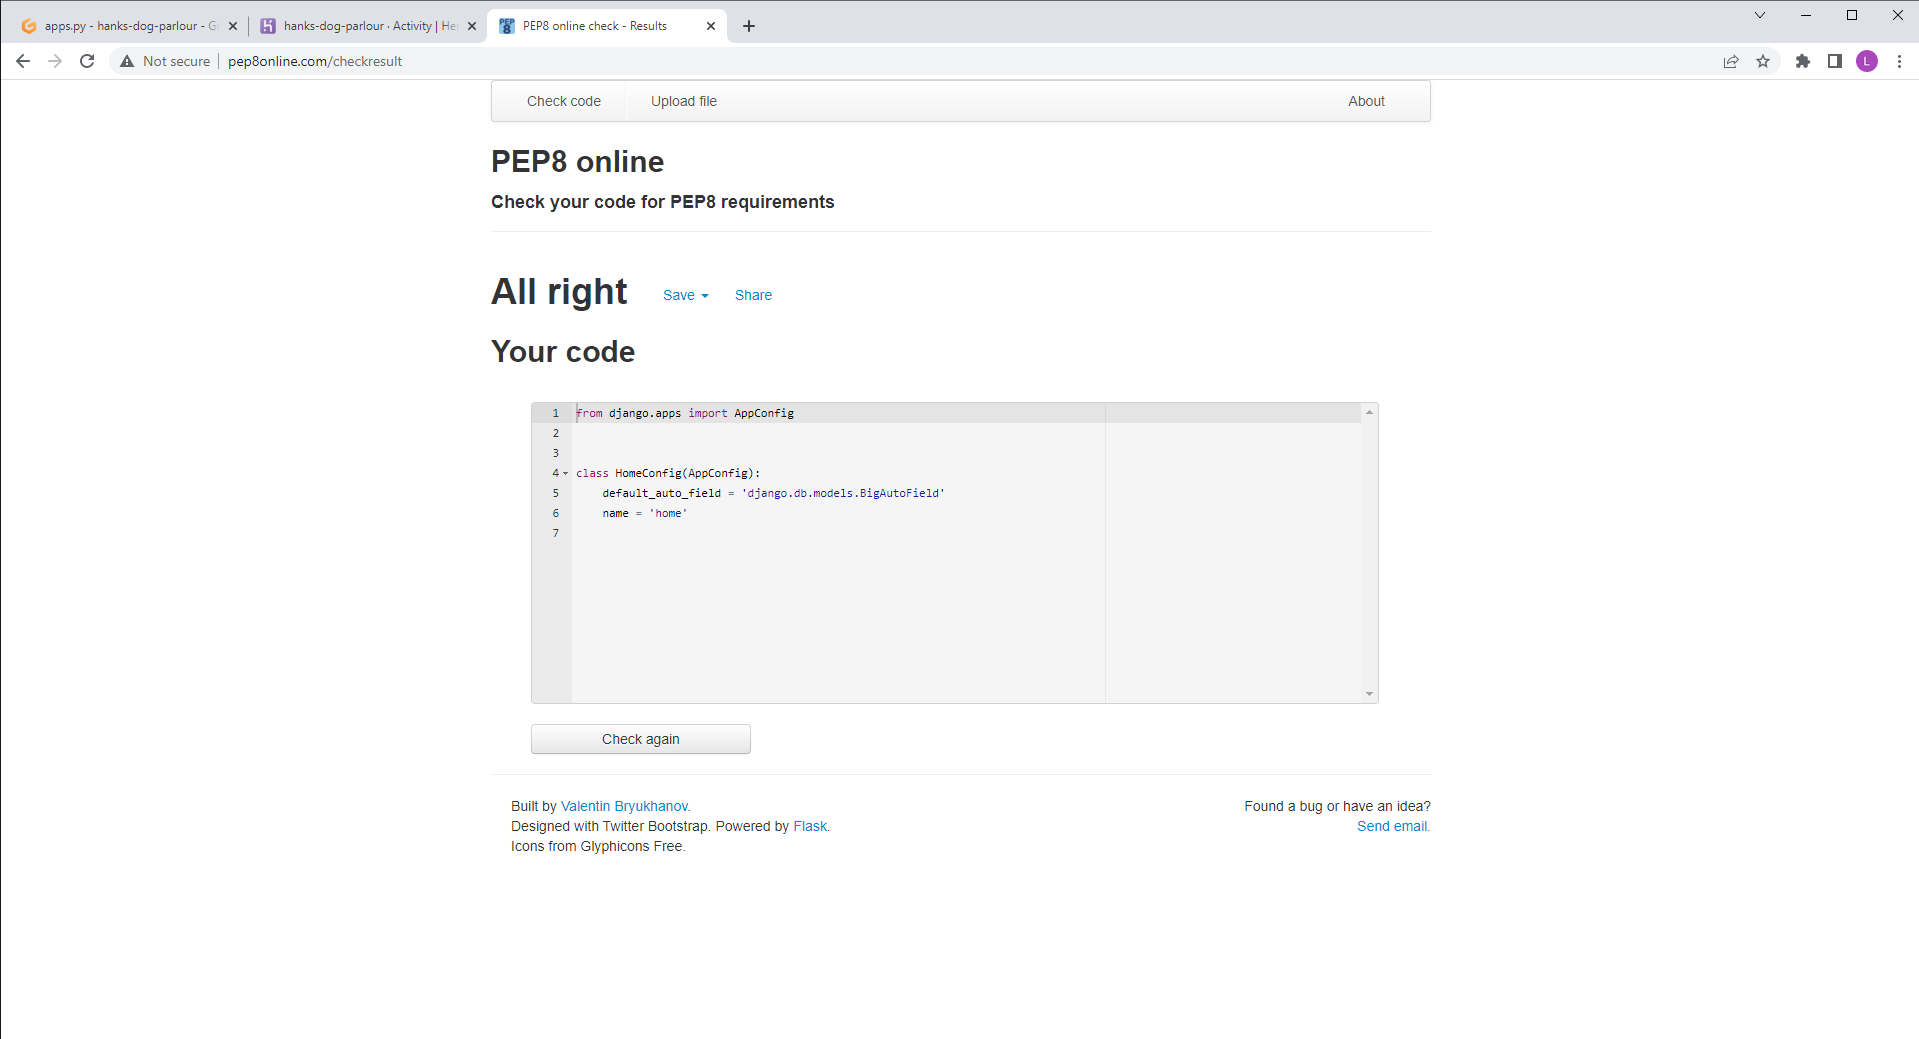 apps.py - hanks-dog-parlour - G
hanks-dog-parlour · Activity | He
PEP8 online check - Results
Not secure | pep8online.com/checkresult
L
Check code Upload file About
PEP8 online
Check your code for PEP8 requirements
All right Save Share
Your code
1 from django.apps import AppConfig
2
3
4 class HomeConfig(AppConfig):
5     default_auto_field = 'django.db.models.BigAutoField'
6     name = 'home'
7
Check again
Built by Valentin Bryukhanov.
Designed with Twitter Bootstrap. Powered by Flask.
Icons from Glyphicons Free.
Found a bug or have an idea?
Send email.